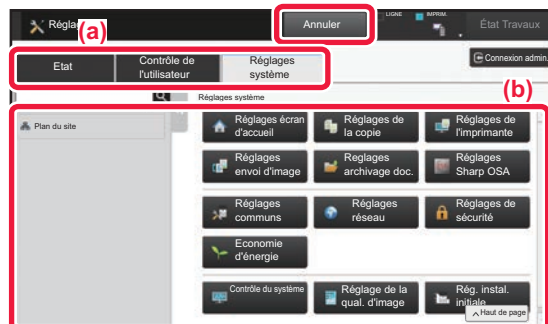 Réglages
(a)
Annuler
LIGNE
IMPRIM.
État Travaux
Etat
Contrôle de
l'utilisateur
Réglages
système
Connexion admin.
(b)
Réglages système
Plan du site
Réglages écran
d'accueil
Réglages de
la copie
Réglages de
l'imprimante
Réglages
envoi d'image
Reglages
archivage doc.
Réglages
Sharp OSA
Réglages
communs
Réglages
réseau
Réglages de
sécurité
Economie
d'énergie
Contrôle du système
Réglage de la
qual. d'image
Rég. instal.
initiale
Haut de page